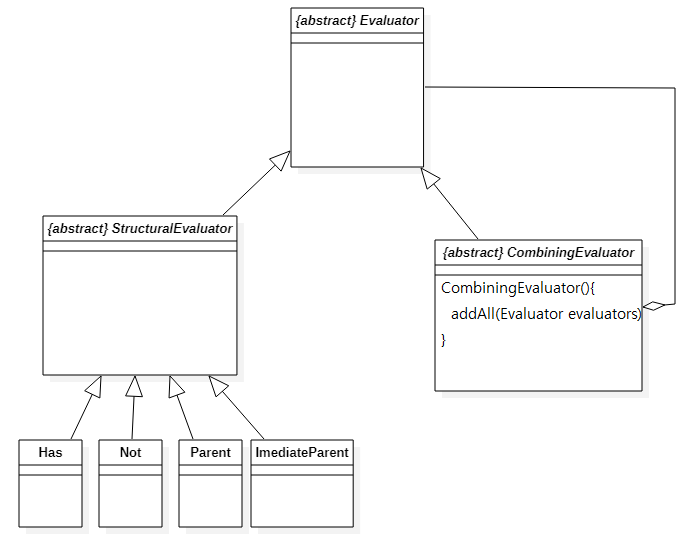 {abstract} Evaluator
{abstract} StructuralEvaluator
{abstract} CombiningEvaluator
CombiningEvaluator(){
addAll(Evaluator evaluators)
}
Has
Not
Parent
ImediateParent